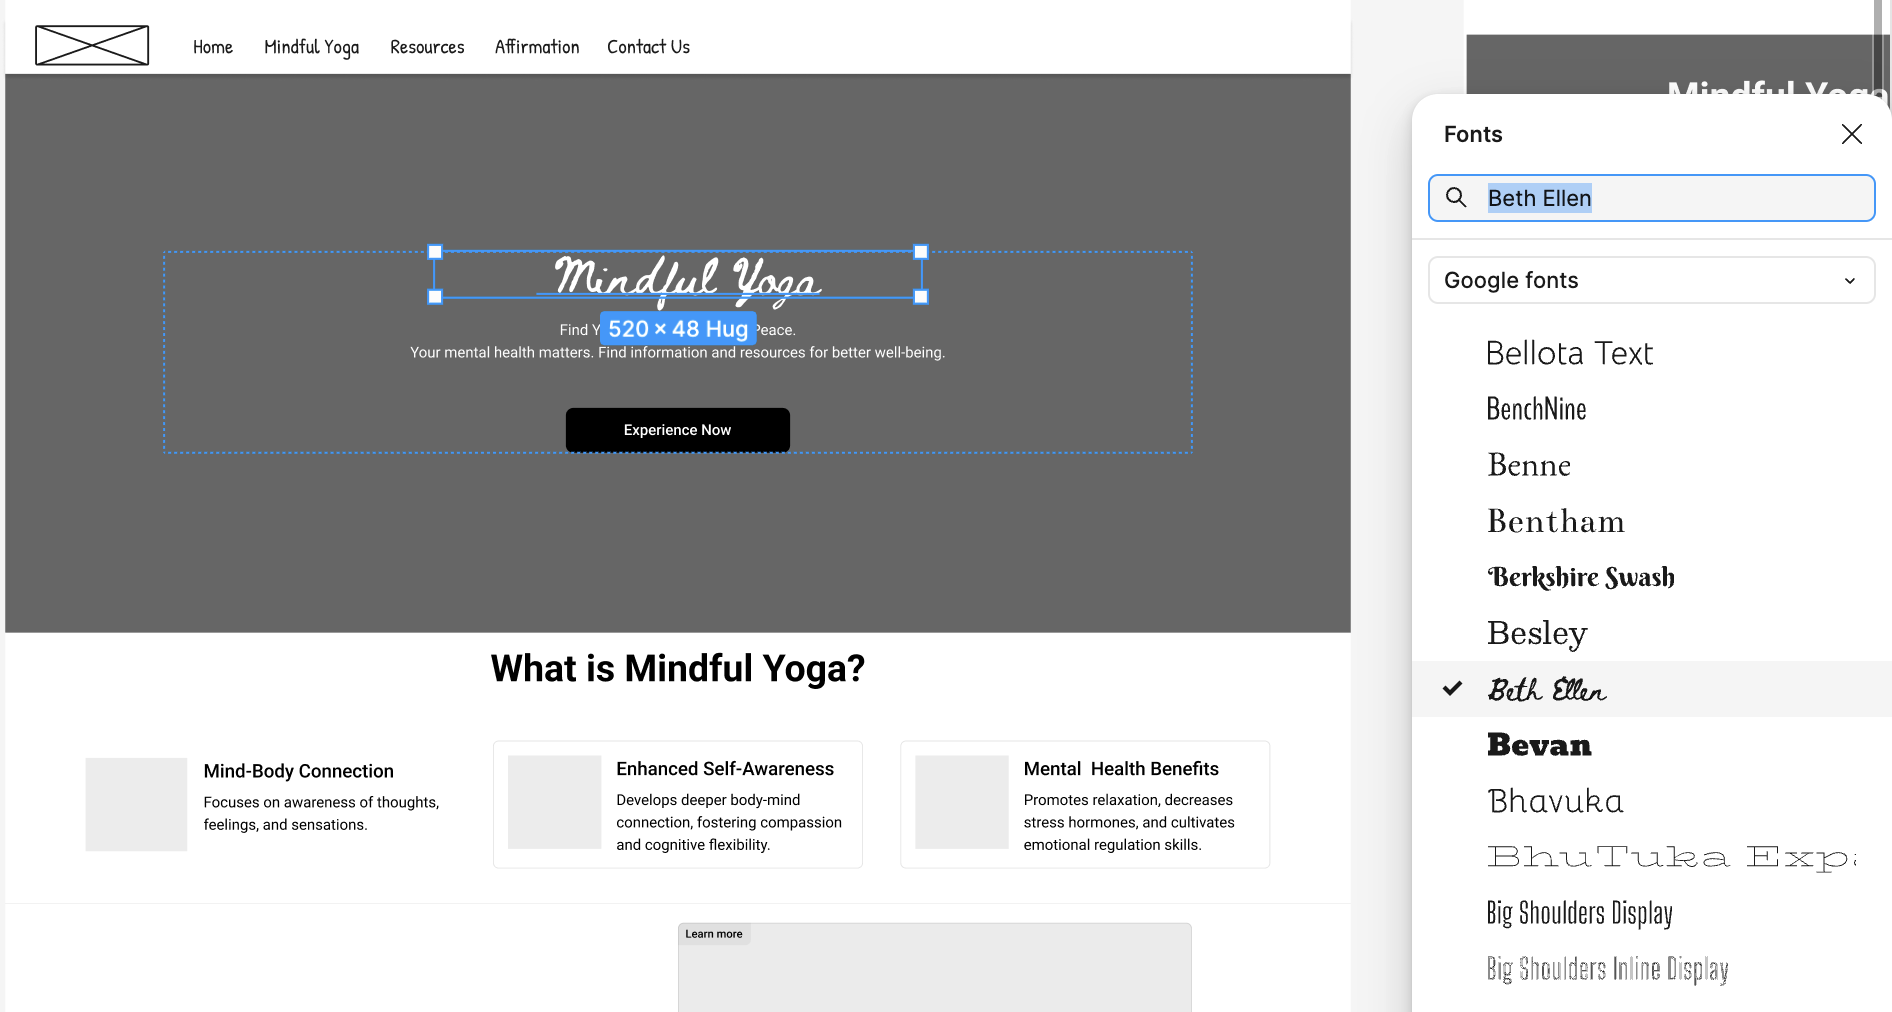 Home Mindful Yoga Resources Affirmation Contact Us
Mindful Yoga
Find
520 × 48 Hug
Peace.
Your mental health matters. Find information and resources for better well-being.
Experience Now
What is Mindful Yoga?
Mind-Body Connection
Focuses on awareness of thoughts,
feelings, and sensations.
Enhanced Self-Awareness
Develops deeper body-mind
connection, fostering compassion
and cognitive flexibility.
Mental  Health Benefits
Promotes relaxation, decreases
stress hormones, and cultivates
emotional regulation skills.
Learn more
Mindful Yoga
Fonts
Beth Ellen
Google fonts
Bellota Text
BenchNine
Benne
Bentham
Berkshire Swash
Besley
Beth Ellen
Bevan
Bhavuka
BhuTuka
Big Shoulders Display
Big Shoulders Inline Display